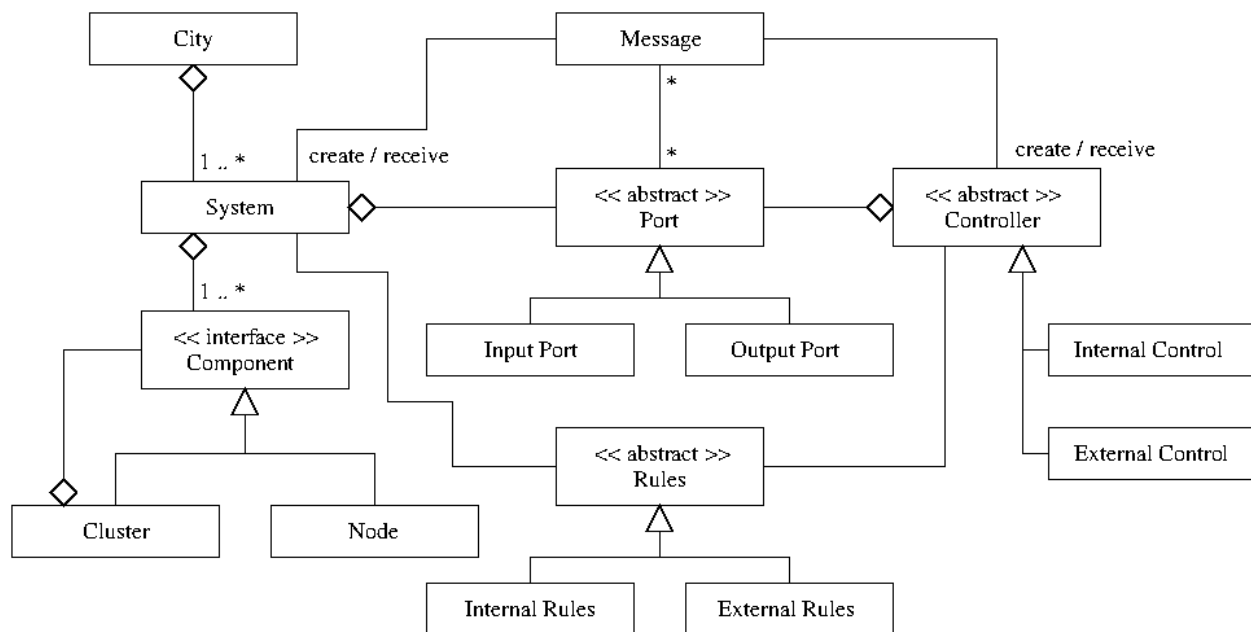 City
Message
*
1 .. *
create / receive
*
create / receive
System
<< abstract >>
Port
<< abstract >>
Controller
1 .. *
<< interface >>
Component
Input Port
Output Port
Internal Control
<< abstract >>
Rules
External Control
Cluster
Node
Internal Rules
External Rules